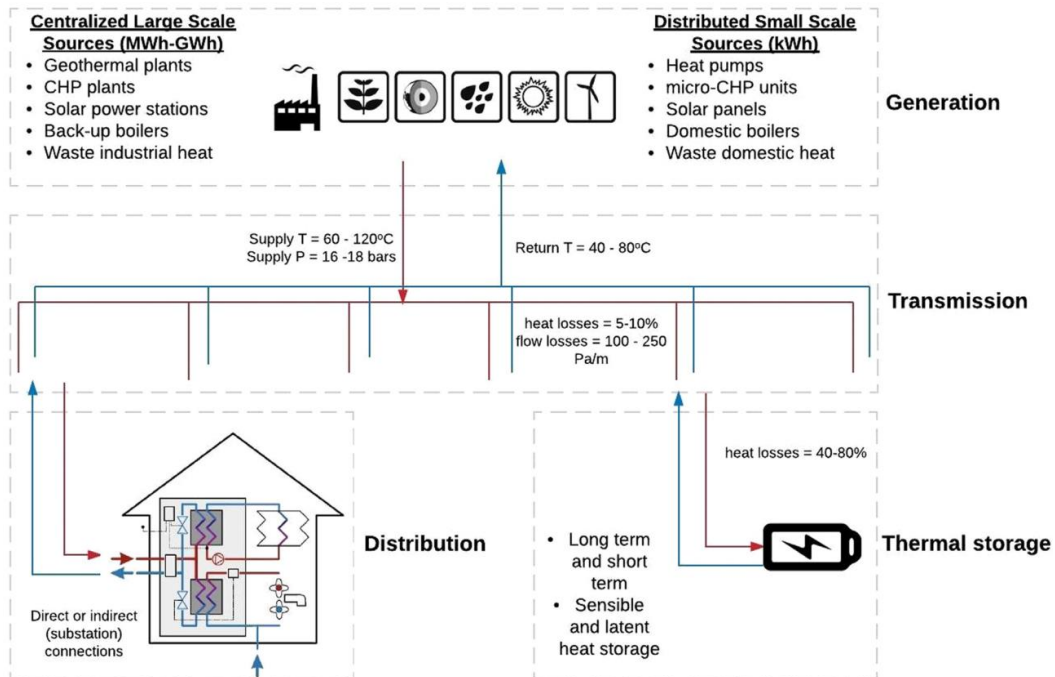 Centralized Large Scale
Sources (MWh-GWh)
• Geothermal plants
• CHP plants
• Solar power stations
• Back-up boilers
• Waste industrial heat
Distributed Small Scale
Sources (kWh)
• Heat pumps
• micro-CHP units
• Solar panels
• Domestic boilers
• Waste domestic heat
Generation
Supply T = 60 - 120ºC
Supply P = 16 -18 bars
Return T = 40 - 80ºC
Transmission
heat losses = 5-10%
flow losses = 100 - 250
Pa/m
heat losses = 40-80%
Distribution
Direct or indirect
(substation)
connections
• Long term
and short
term
• Sensible
and latent
heat storage
Thermal storage